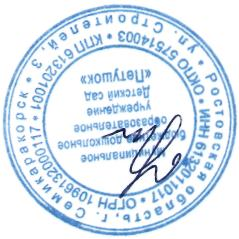 Ростовская область, г. Семикаракорск * ул. Строителей, 3 *
ОГРН 1096132000117 * КПП 613201001 * ОКПО 57514003 * ИНН 6132011017 *
Муниципальное
бюджетное дошкольное
образовательное
учреждение
Детский сад
«Петушок»